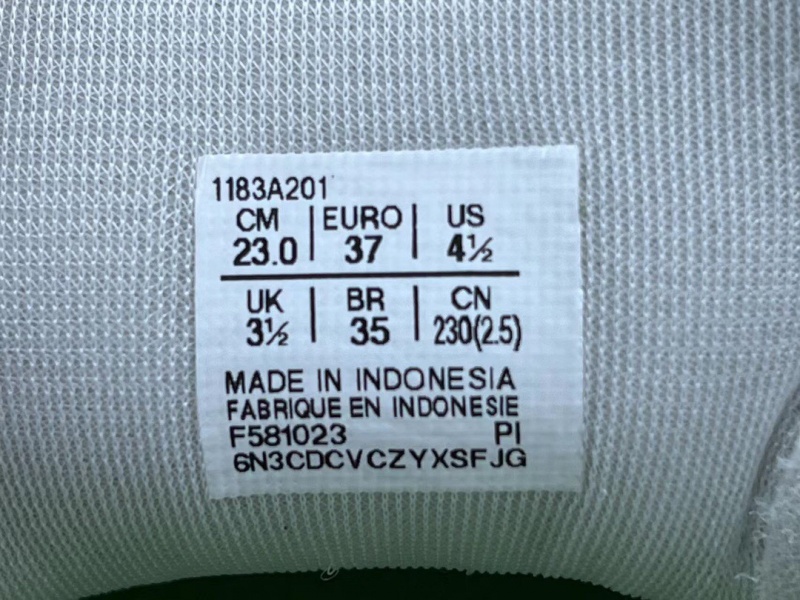 1183A201
CM | EURO | US
23.0 | 37 | 4½
UK | BR | CN
3½ | 35 | 230(2.5)
MADE IN INDONESIA
FABRIQUE EN INDONESIE
F581023 PI
6N3CDCVCZYXSFJG